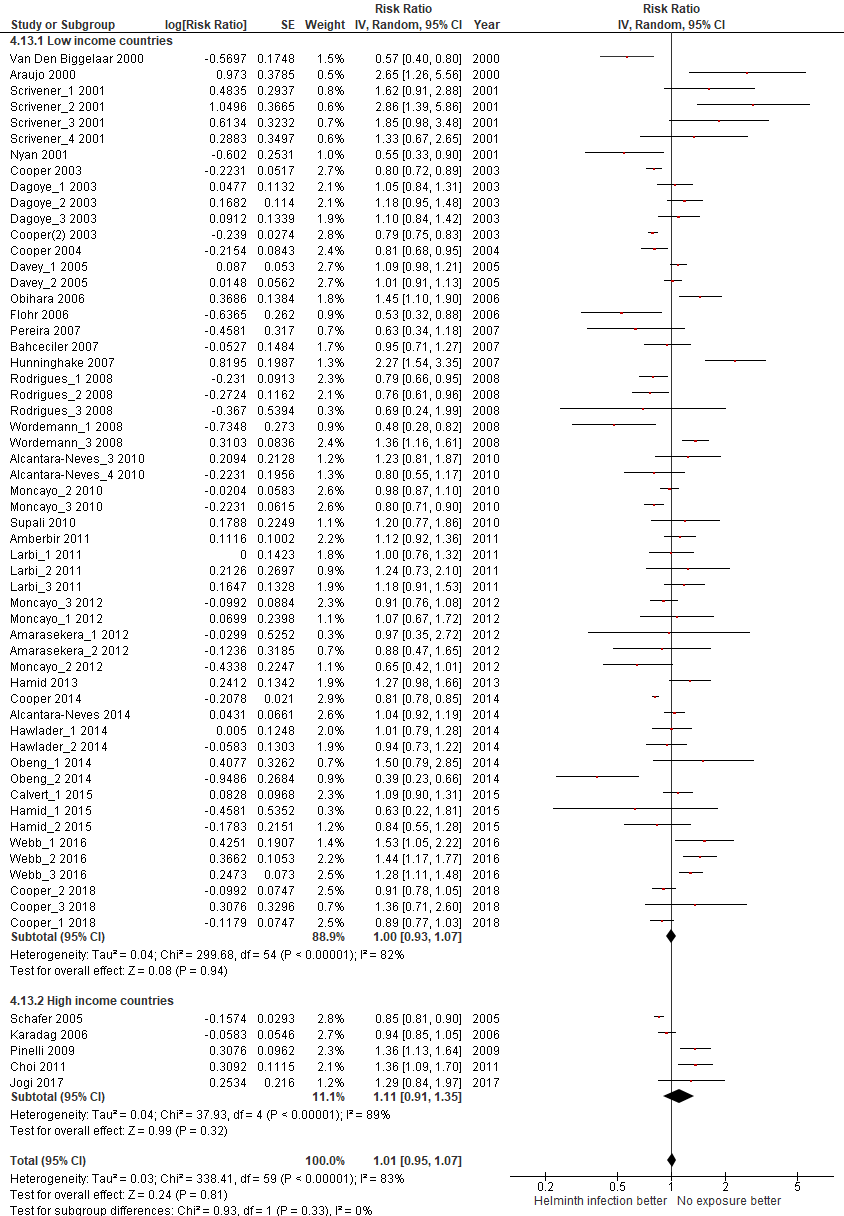 Risk Ratio Risk Ratio
Study or Subgroup log[Risk Ratio] SE Weight IV, Random, 95% CI Year IV, Random, 95% CI
4.13.1 Low income countries
Van Den Biggelaar 2000 -0.5697 0.1748 1.5% 0.57 [0.40, 0.80] 2000
Araujo 2000 0.973 0.3785 0.5% 2.65 [1.26, 5.56] 2000
Scrivener_1 2001 0.4835 0.2937 0.8% 1.62 [0.91, 2.88] 2001
Scrivener_2 2001 1.0496 0.3665 0.6% 2.86 [1.39, 5.86] 2001
Scrivener_3 2001 0.6134 0.3232 0.7% 1.85 [0.98, 3.48] 2001
Scrivener_4 2001 0.2883 0.3497 0.6% 1.33 [0.67, 2.65] 2001
Nyan 2001 -0.602 0.2531 1.0% 0.55 [0.33, 0.90] 2001
Cooper 2003 -0.2231 0.0517 2.7% 0.80 [0.72, 0.89] 2003
Dagoye_1 2003 0.0477 0.1132 2.1% 1.05 [0.84, 1.31] 2003
Dagoye_2 2003 0.1682 0.114 2.1% 1.18 [0.95, 1.48] 2003
Dagoye_3 2003 0.0912 0.1339 1.9% 1.10 [0.84, 1.42] 2003
Cooper(2) 2003 -0.239 0.0274 2.8% 0.79 [0.75, 0.83] 2003
Cooper 2004 -0.2154 0.0843 2.4% 0.81 [0.68, 0.95] 2004
Davey_1 2005 0.087 0.053 2.7% 1.09 [0.98, 1.21] 2005
Davey_2 2005 0.0148 0.0562 2.7% 1.01 [0.91, 1.13] 2005
Obihara 2006 0.3686 0.1384 1.8% 1.45 [1.10, 1.90] 2006
Flohr 2006 -0.6365 0.262 0.9% 0.53 [0.32, 0.88] 2006
Pereira 2007 -0.4581 0.317 0.7% 0.63 [0.34, 1.18] 2007
Bahceciler 2007 -0.0527 0.1484 1.8% 0.95 [0.71, 1.27] 2007
Hunninghake 2007 0.8195 0.1987 1.3% 2.27 [1.54, 3.35] 2007
Rodrigues_1 2008 -0.231 0.0913 2.3% 0.79 [0.66, 0.95] 2008
Rodrigues_2 2008 -0.2724 0.1162 2.1% 0.76 [0.61, 0.96] 2008
Rodrigues_3 2008 -0.367 0.5394 0.3% 0.69 [0.24, 1.99] 2008
Wordemann_1 2008 -0.7348 0.273 0.9% 0.48 [0.28, 0.82] 2008
Wordemann_3 2008 0.3103 0.0836 2.4% 1.36 [1.16, 1.61] 2008
Alcantara-Neves_3 2010 0.2094 0.2128 1.2% 1.23 [0.81, 1.87] 2010
Alcantara-Neves_4 2010 -0.2231 0.1956 1.3% 0.80 [0.55, 1.17] 2010
Moncayo_2 2010 -0.0204 0.0583 2.6% 0.98 [0.87, 1.10] 2010
Moncayo_3 2010 -0.2231 0.0615 2.6% 0.80 [0.71, 0.90] 2010
Supali 2010 0.1788 0.2249 1.1% 1.20 [0.77, 1.86] 2010
Amberbir 2011 0.1116 0.1002 2.2% 1.12 [0.92, 1.36] 2011
Larbi_1 2011 0 0.1423 1.8% 1.00 [0.76, 1.32] 2011
Larbi_2 2011 0.2126 0.2697 0.9% 1.24 [0.73, 2.10] 2011
Larbi_3 2011 0.1647 0.1328 1.9% 1.18 [0.91, 1.53] 2011
Moncayo_3 2012 -0.0992 0.0884 2.3% 0.91 [0.76, 1.08] 2012
Moncayo_1 2012 0.0699 0.2398 1.0% 1.07 [0.67, 1.72] 2012
Amarasekera_1 2012 -0.0299 0.5252 0.3% 0.97 [0.35, 2.72] 2012
Amarasekera_2 2012 -0.1236 0.3185 0.7% 0.88 [0.47, 1.65] 2012
Moncayo_2 2012 -0.4338 0.2247 1.1% 0.65 [0.42, 1.01] 2012
Hamid 2013 0.2412 0.1342 1.9% 1.27 [0.98, 1.66] 2013
Cooper 2014 -0.2078 0.021 2.9% 0.81 [0.78, 0.85] 2014
Alcantara-Neves 2014 0.0431 0.0661 2.6% 1.04 [0.92, 1.19] 2014
Hawlader_1 2014 0.005 0.1248 2.0% 1.01 [0.79, 1.28] 2014
Hawlader_2 2014 -0.0583 0.1303 1.9% 0.94 [0.73, 1.22] 2014
Obeng_1 2014 0.4077 0.3262 0.7% 1.50 [0.79, 2.85] 2014
Obeng_2 2014 -0.9486 0.2684 0.9% 0.39 [0.23, 0.66] 2014
Calvert_1 2015 0.0828 0.0968 2.3% 1.09 [0.90, 1.31] 2015
Hamid_1 2015 -0.4581 0.5352 0.3% 0.63 [0.22, 1.81] 2015
Hamid_2 2015 -0.1783 0.2151 1.2% 0.84 [0.55, 1.28] 2015
Webb_1 2016 0.4251 0.1907 1.4% 1.53 [1.05, 2.22] 2016
Webb_2 2016 0.3662 0.1053 2.2% 1.44 [1.17, 1.77] 2016
Webb_3 2016 0.2473 0.073 2.5% 1.28 [1.11, 1.48] 2016
Cooper_2 2018 -0.0992 0.0747 2.5% 0.91 [0.78, 1.05] 2018
Cooper_3 2018 0.3076 0.3296 0.7% 1.36 [0.71, 2.60] 2018
Cooper_1 2018 -0.1179 0.0747 2.5% 0.89 [0.77, 1.03] 2018
Subtotal (95% CI) 88.9% 1.00 [0.93, 1.07]
Heterogeneity: Tau² = 0.04; Chi² = 299.68, df = 54 (P < 0.00001); I² = 82%
Test for overall effect: Z = 0.08 (P = 0.94)
4.13.2 High income countries
Schafer 2005 -0.1574 0.0293 2.8% 0.85 [0.81, 0.90] 2005
Karadag 2006 -0.0583 0.0546 2.7% 0.94 [0.85, 1.05] 2006
Pinelli 2009 0.3076 0.0962 2.3% 1.36 [1.13, 1.64] 2009
Choi 2011 0.3092 0.1115 2.1% 1.36 [1.09, 1.70] 2011
Jogi 2017 0.2534 0.216 1.2% 1.29 [0.84, 1.97] 2017
Subtotal (95% CI) 11.1% 1.11 [0.91, 1.35]
Heterogeneity: Tau² = 0.04; Chi² = 37.93, df = 4 (P < 0.00001); I² = 89%
Test for overall effect: Z = 0.99 (P = 0.32)
Total (95% CI) 100.0% 1.01 [0.95, 1.07]
Heterogeneity: Tau² = 0.03; Chi² = 338.41, df = 59 (P < 0.00001); I² = 83%
Test for overall effect: Z = 0.24 (P = 0.81)
Test for subgroup differences: Chi² = 0.93, df = 1 (P = 0.33), I² = 0%
0.2 0.5 1 2 5
Helminth infection better No exposure better